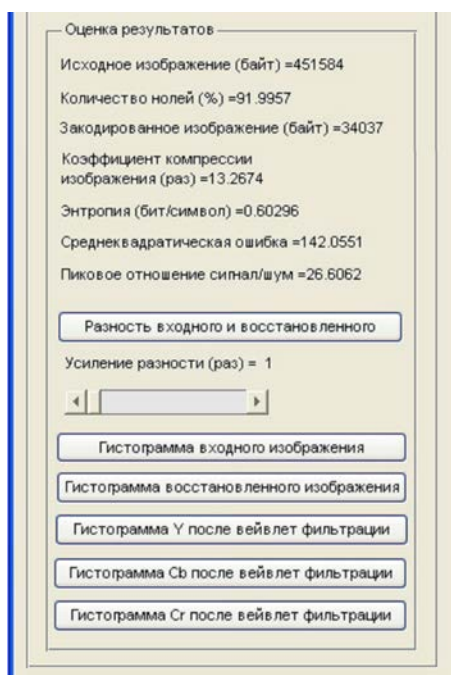 Оценка результатов
Исходное изображение (байт) =451584
Количество нолей (%) =91.9957
Закодированное изображение (байт) =34037
Коэффициент компрессии
изображения (раз) =13.2674
Энтропия (бит/символ) =0.60296
Среднеквадратическая ошибка =142.0551
Пиковое отношение сигнал/шум =26.6062
Разность входного и восстановленного
Усиление разности (раз) = 1
Гистограмма входного изображения
Гистограмма восстановленного изображения
Гистограмма Y после вейвлет фильтрации
Гистограмма Cb после вейвлет фильтрации
Гистограмма Cr после вейвлет фильтрации